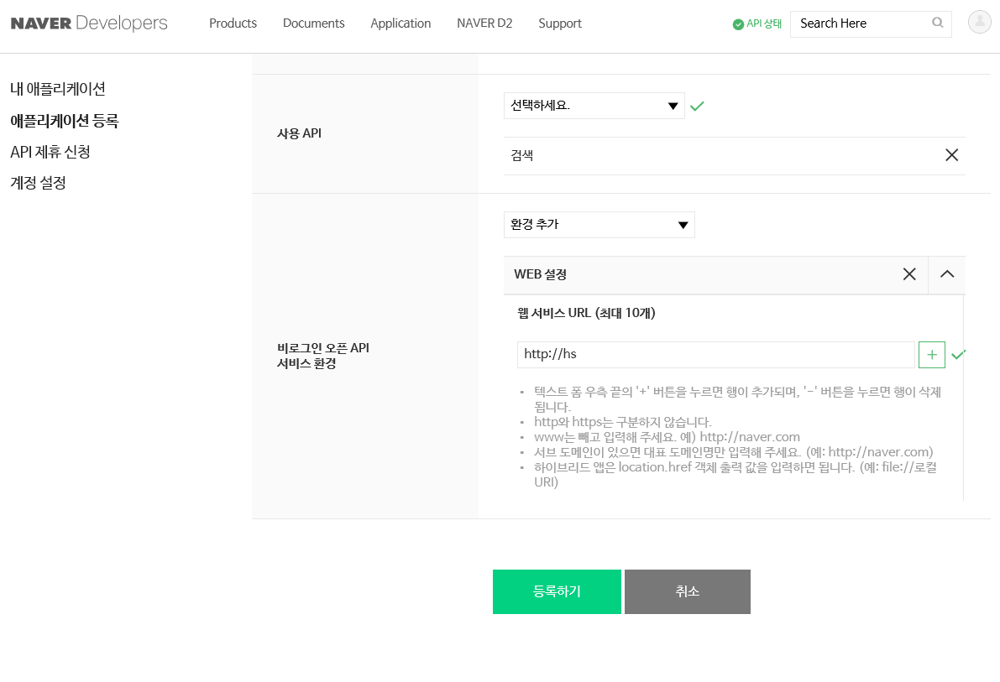 NAVER Developers Products Documents Application NAVER D2 Support API 상태 Search Here
내 애플리케이션
애플리케이션 등록
API 제휴 신청
계정 설정
사용 API
선택하세요.
검색
비로그인 오픈 API
서비스 환경
환경 추가
WEB 설정
웹 서비스 URL (최대 10개)
http://hs
텍스트 폼 우측 끝의 '+' 버튼을 누르면 행이 추가되며, '-' 버튼을 누르면 행이 삭제
됩니다.
http와 https는 구분하지 않습니다.
www는 빼고 입력해 주세요. 예) http://naver.com
서브 도메인이 있으면 대표 도메인명만 입력해 주세요. (예: http://naver.com)
하이브리드 앱은 location.href 객체 출력 값을 입력하면 됩니다. (예: file://로컬
URI)
등록하기 취소